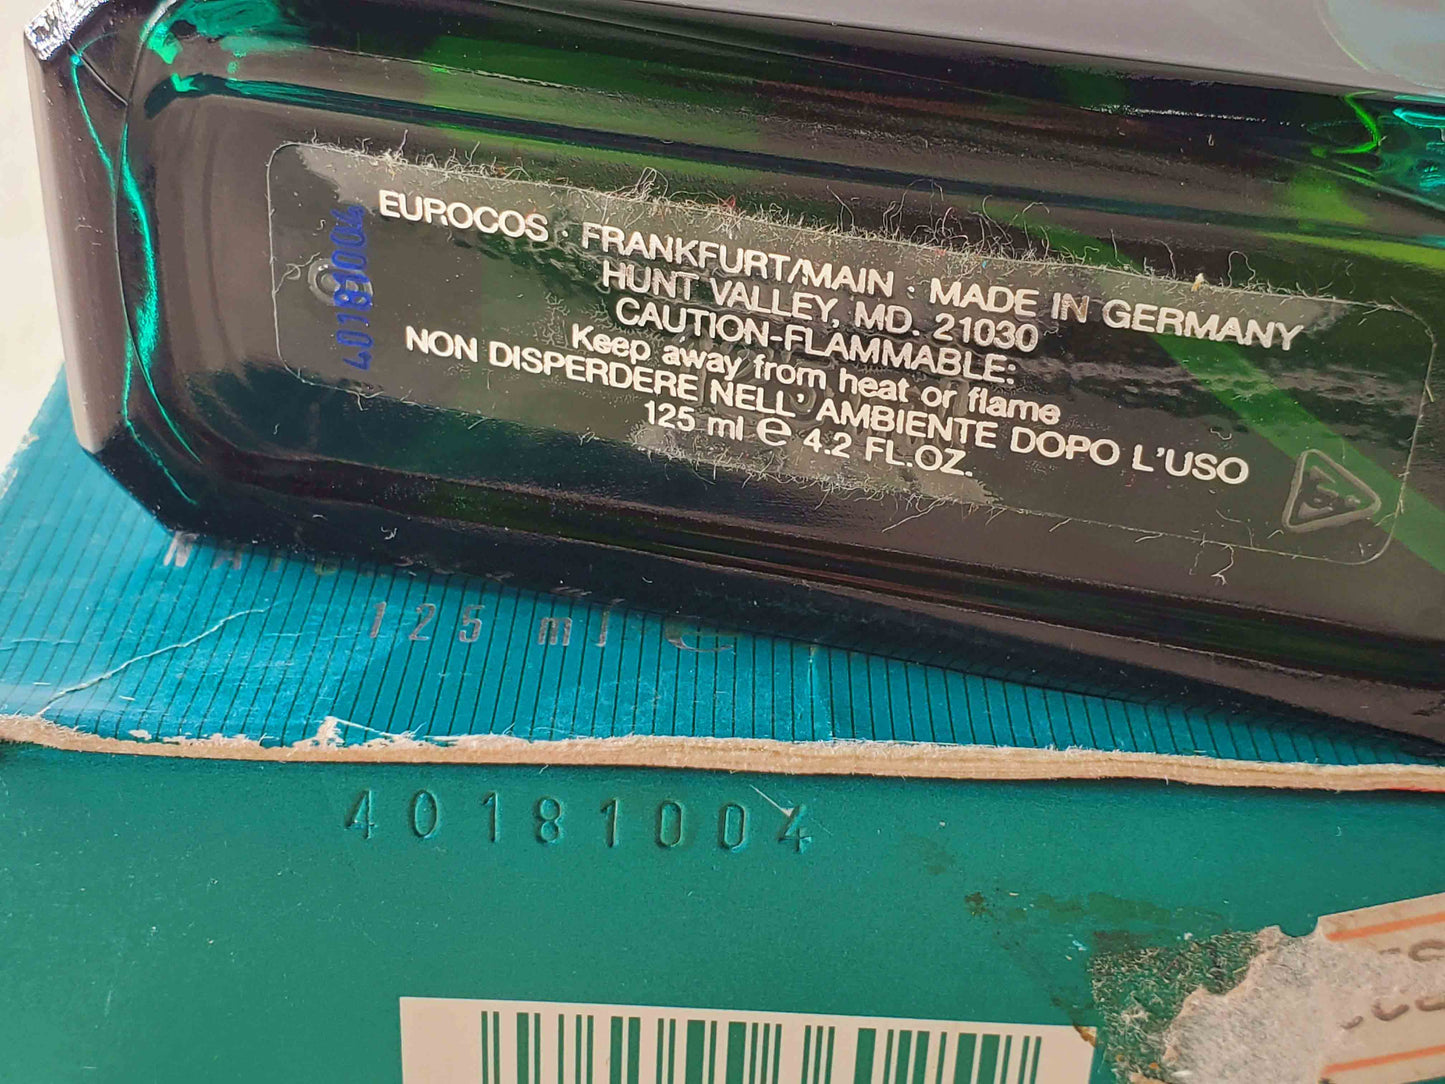 EUROCOS · FRANKFURT/MAIN · MADE IN GERMANY
HUNT VALLEY, MD. 21030
CAUTION-FLAMMABLE:
Keep away from heat or flame
NON DISPERDERE NELL' AMBIENTE DOPO L'USO
125 ml e 4.2 FL.OZ.
40181004
125 ml e
40181004